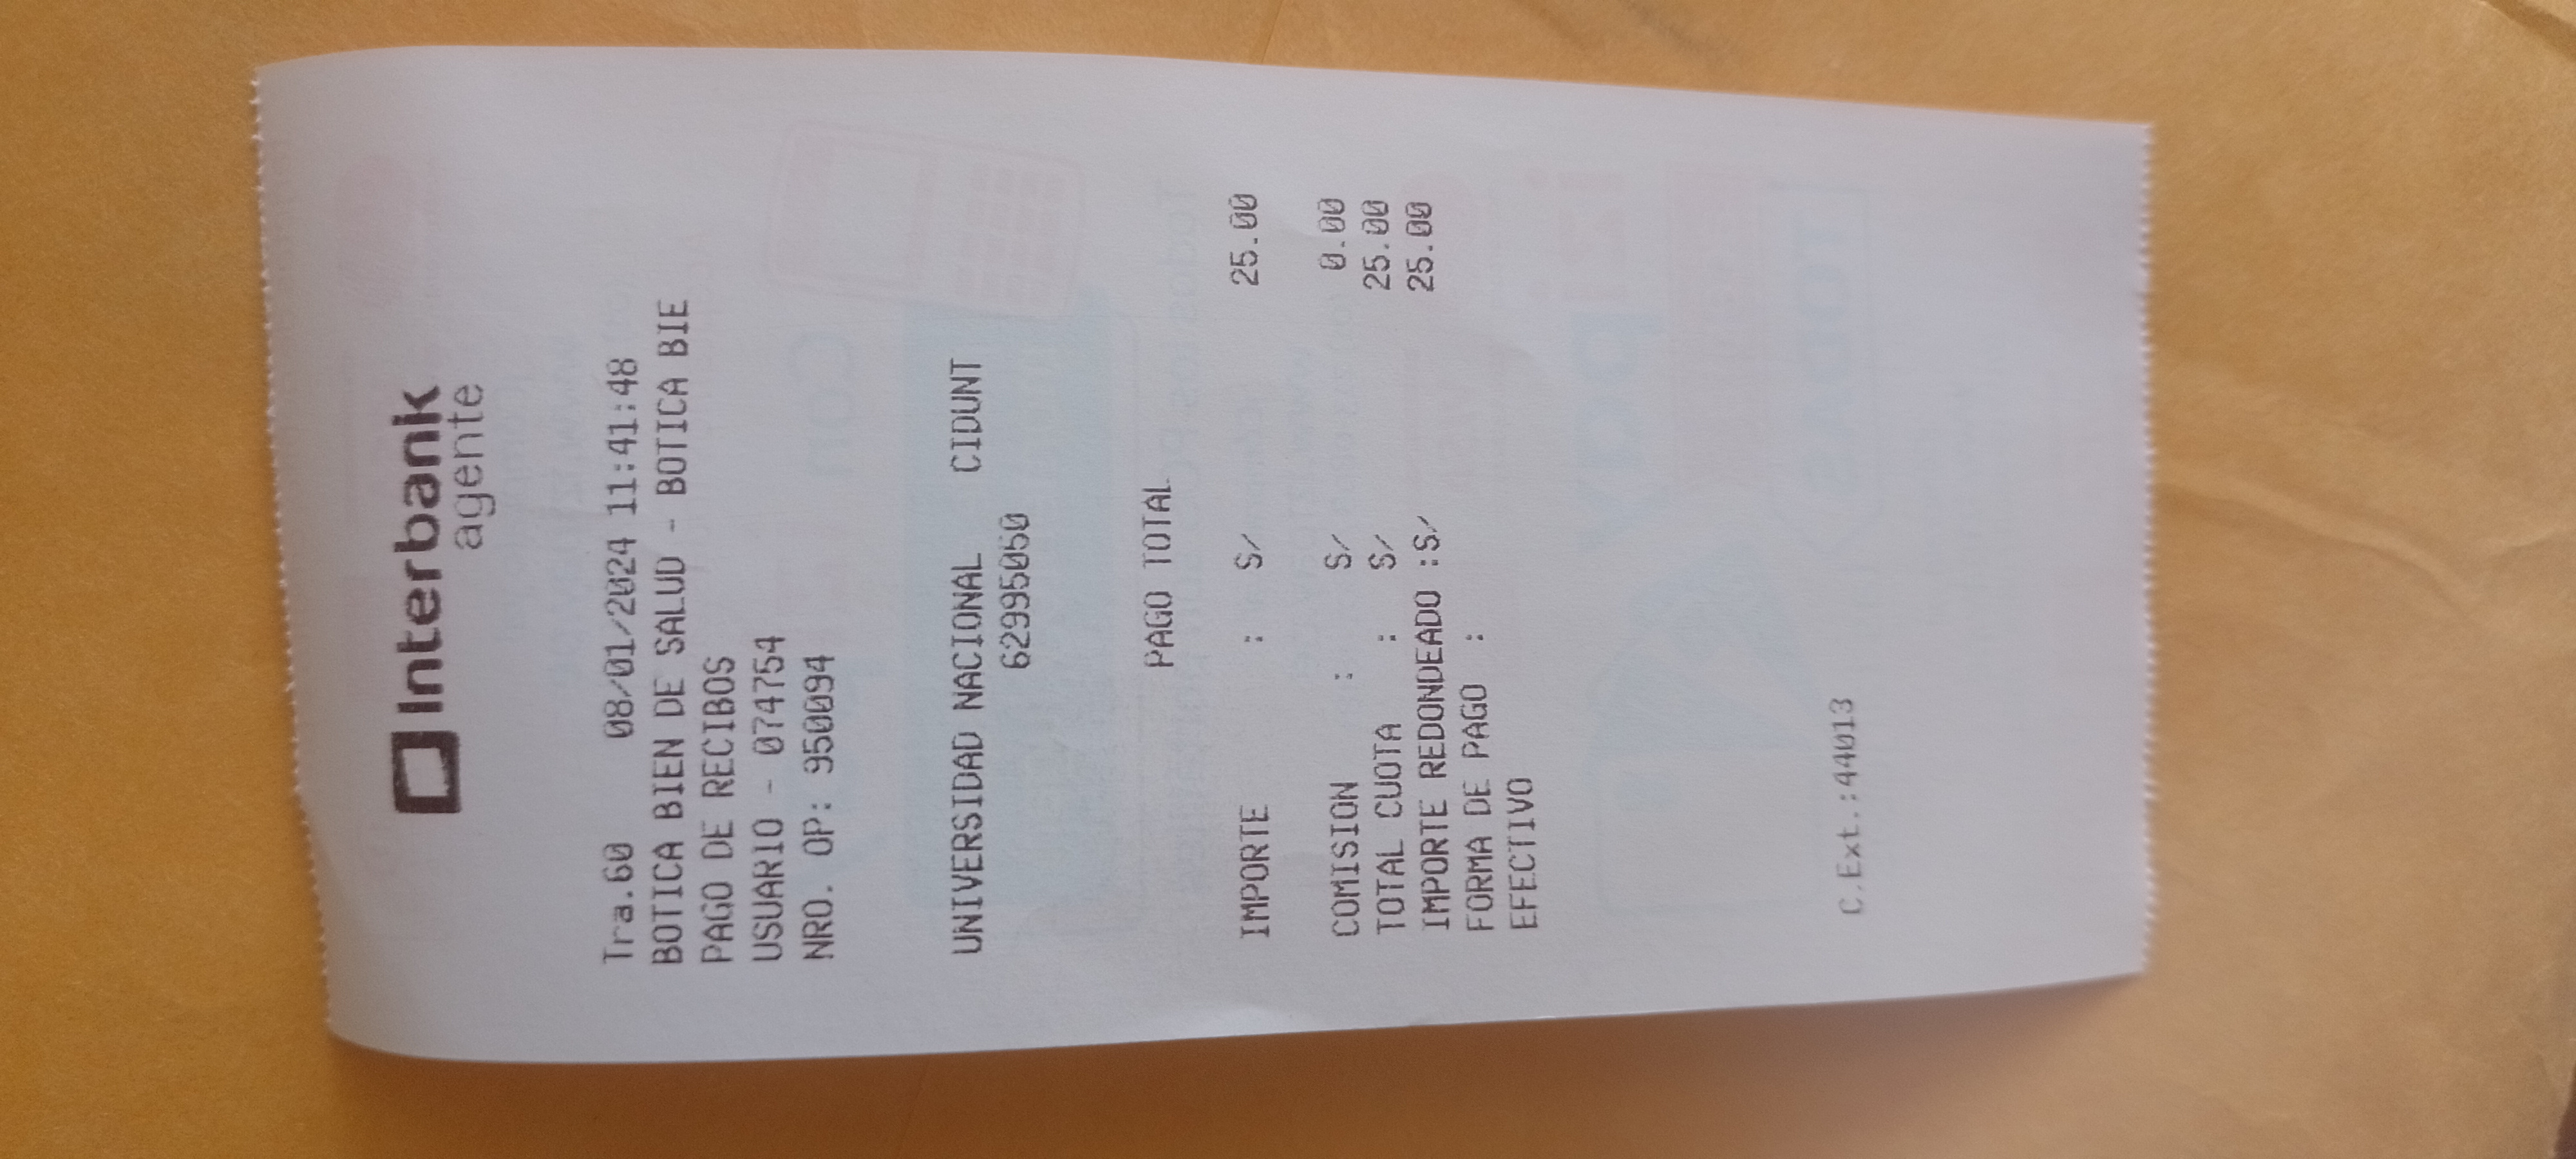 Interbank
agente
Tra.60 08/01/2024 11:41:48
BOTICA BIEN DE SALUD - BOTICA BIE
PAGO DE RECIBOS
USUARIO - 074754
NRO. OP: 950094
UNIVERSIDAD NACIONAL CIDUNT
62995050
PAGO TOTAL
IMPORTE : S/ 25.00
COMISION : S/ 0.00
TOTAL CUOTA : S/ 25.00
IMPORTE REDONDEADO :S/ 25.00
FORMA DE PAGO :
EFECTIVO
C.Ext.:44013